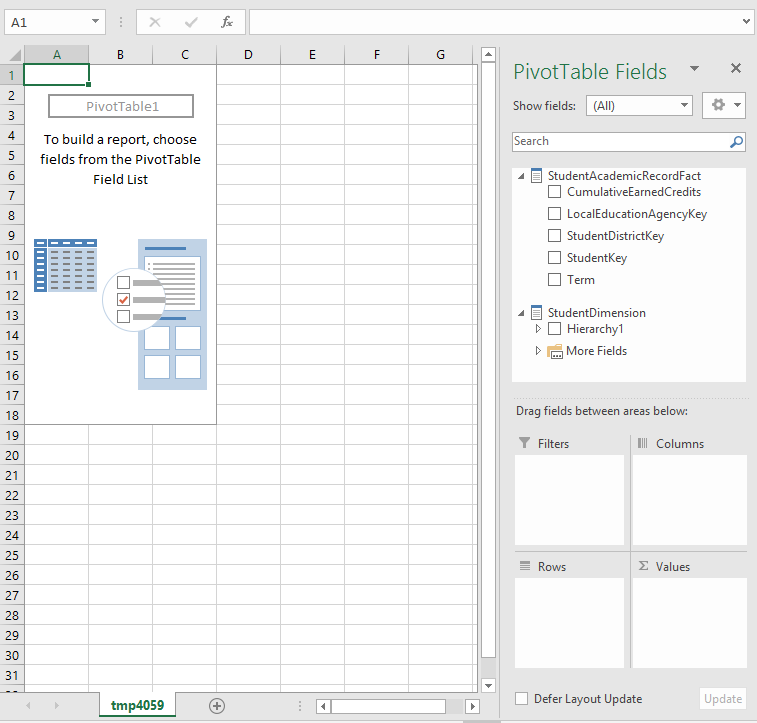 A1
fx
PivotTable Fields
A B C D E F G
Show fields: (All)
1
2
PivotTable1
3
Search
4
To build a report, choose
5
fields from the PivotTable
6
Field List
StudentAcademicRecordFact
7
CumulativeEarnedCredits
8
LocalEducationAgencyKey
9
StudentDistrictKey
10
StudentKey
11
Term
12
13
StudentDimension
14
Hierarchy1
15
More Fields
16
17
18
Drag fields between areas below:
19
20
Filters Columns
21
22
23
24
25
26
Rows Σ Values
27
28
29
30
31
tmp4059
Defer Layout Update Update